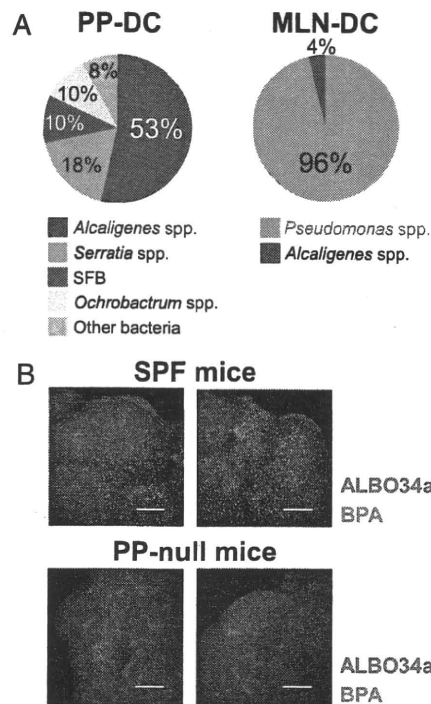 A
PP-DC
MLN-DC
8%
10%
10%
18%
53%
4%
96%
Alcaligenes spp.
Serratia spp.
SFB
Ochrobactrum spp.
Other bacteria
Pseudomonas spp.
Alcaligenes spp.
B
SPF mice
ALBO34a
BPA
PP-null mice
ALBO34a
BPA